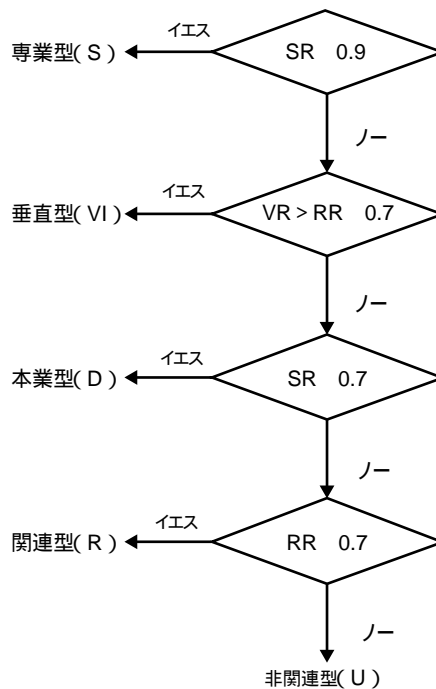 イエス
専業型(S)
SR 0.9
ノー
イエス
垂直型(VI)
VR > RR 0.7
ノー
イエス
本業型(D)
SR 0.7
ノー
イエス
関連型(R)
RR 0.7
ノー
非関連型(U)